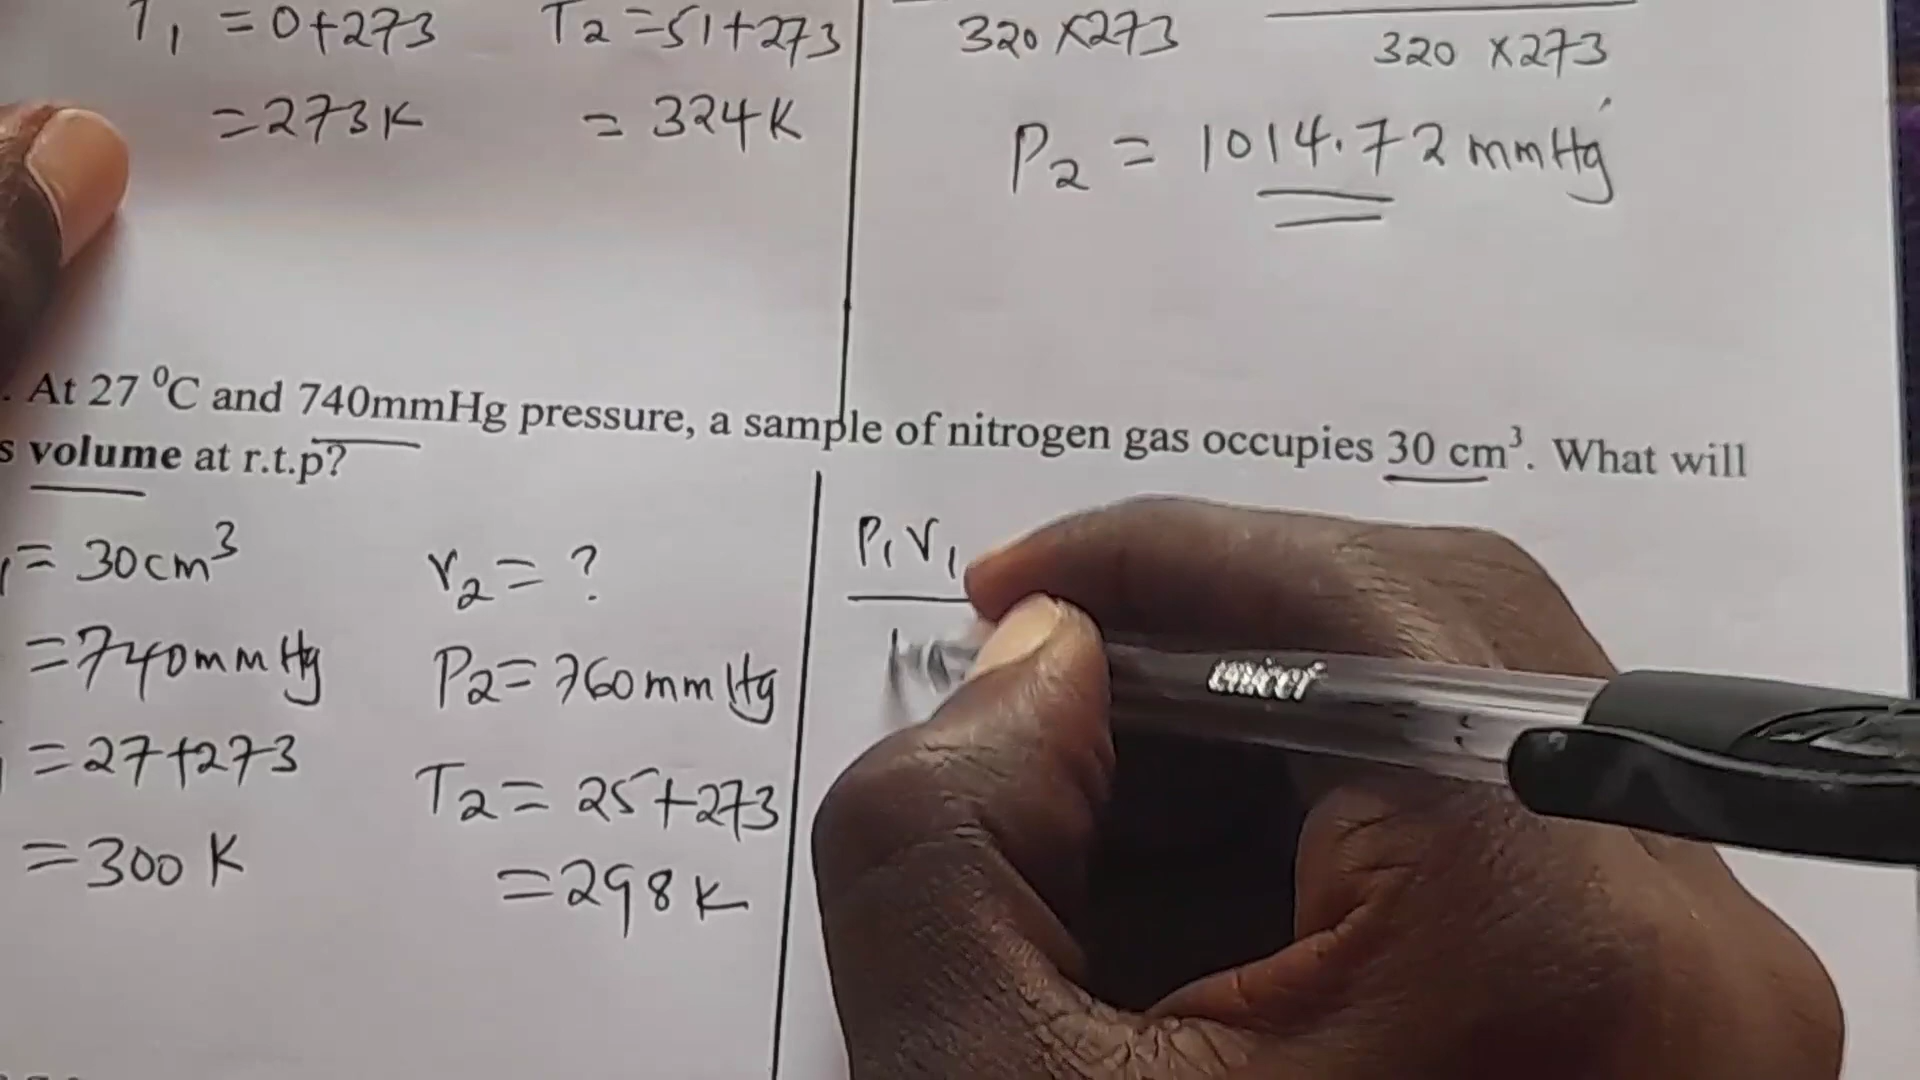 T₁ = 0+273
= 273K
T₂ = 51+273
= 324K
320 ×273
320 ×273
P₂ = 1014.72 mmHg
. At 27 ⁰C and 740mmHg pressure, a sample of nitrogen gas occupies 30 cm³. What will
s volume at r.t.p?
= 30cm³
= 740mmHg
= 27+273
= 300 K
V₂ = ?
P₂ = 760mmHg
T₂ = 25+273
= 298K
P₁V₁